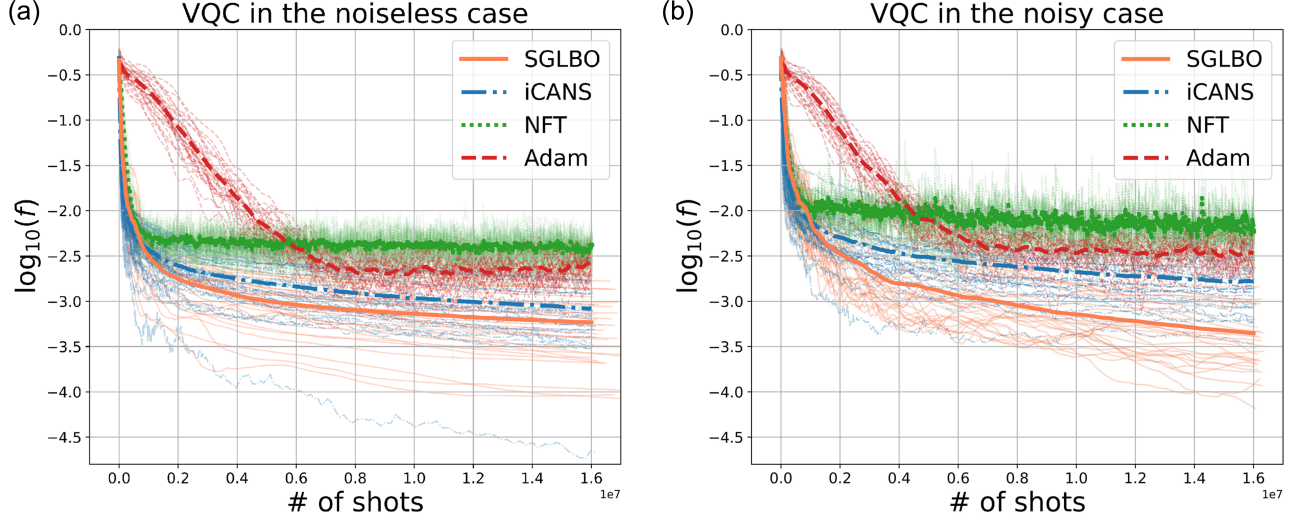 (a)
VQC in the noiseless case
0.0
−0.5
−1.0
−1.5
−2.0
−2.5
−3.0
−3.5
−4.0
−4.5
log₁₀(f)
SGLBO
iCANS
NFT
Adam
0.0 0.2 0.4 0.6 0.8 1.0 1.2 1.4 1.6
1e7
# of shots
(b)
VQC in the noisy case
0.0
−0.5
−1.0
−1.5
−2.0
−2.5
−3.0
−3.5
−4.0
−4.5
log₁₀(f)
SGLBO
iCANS
NFT
Adam
0.0 0.2 0.4 0.6 0.8 1.0 1.2 1.4 1.6
1e7
# of shots